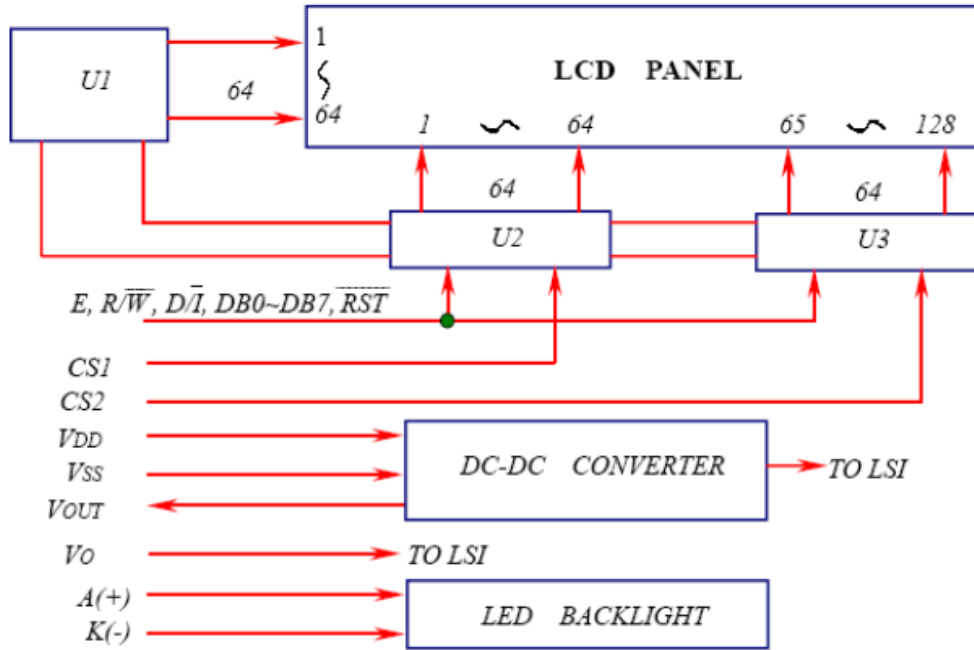 U1
64
1
64
LCD PANEL
1 64 65 128
64 64
U2 U3
E, R/W̅, D/I̅, DB0~DB7, R̅S̅T̅
CS1
CS2
VDD
VSS
VOUT
DC-DC CONVERTER
TO LSI
VO
TO LSI
A(+)
K(-)
LED BACKLIGHT